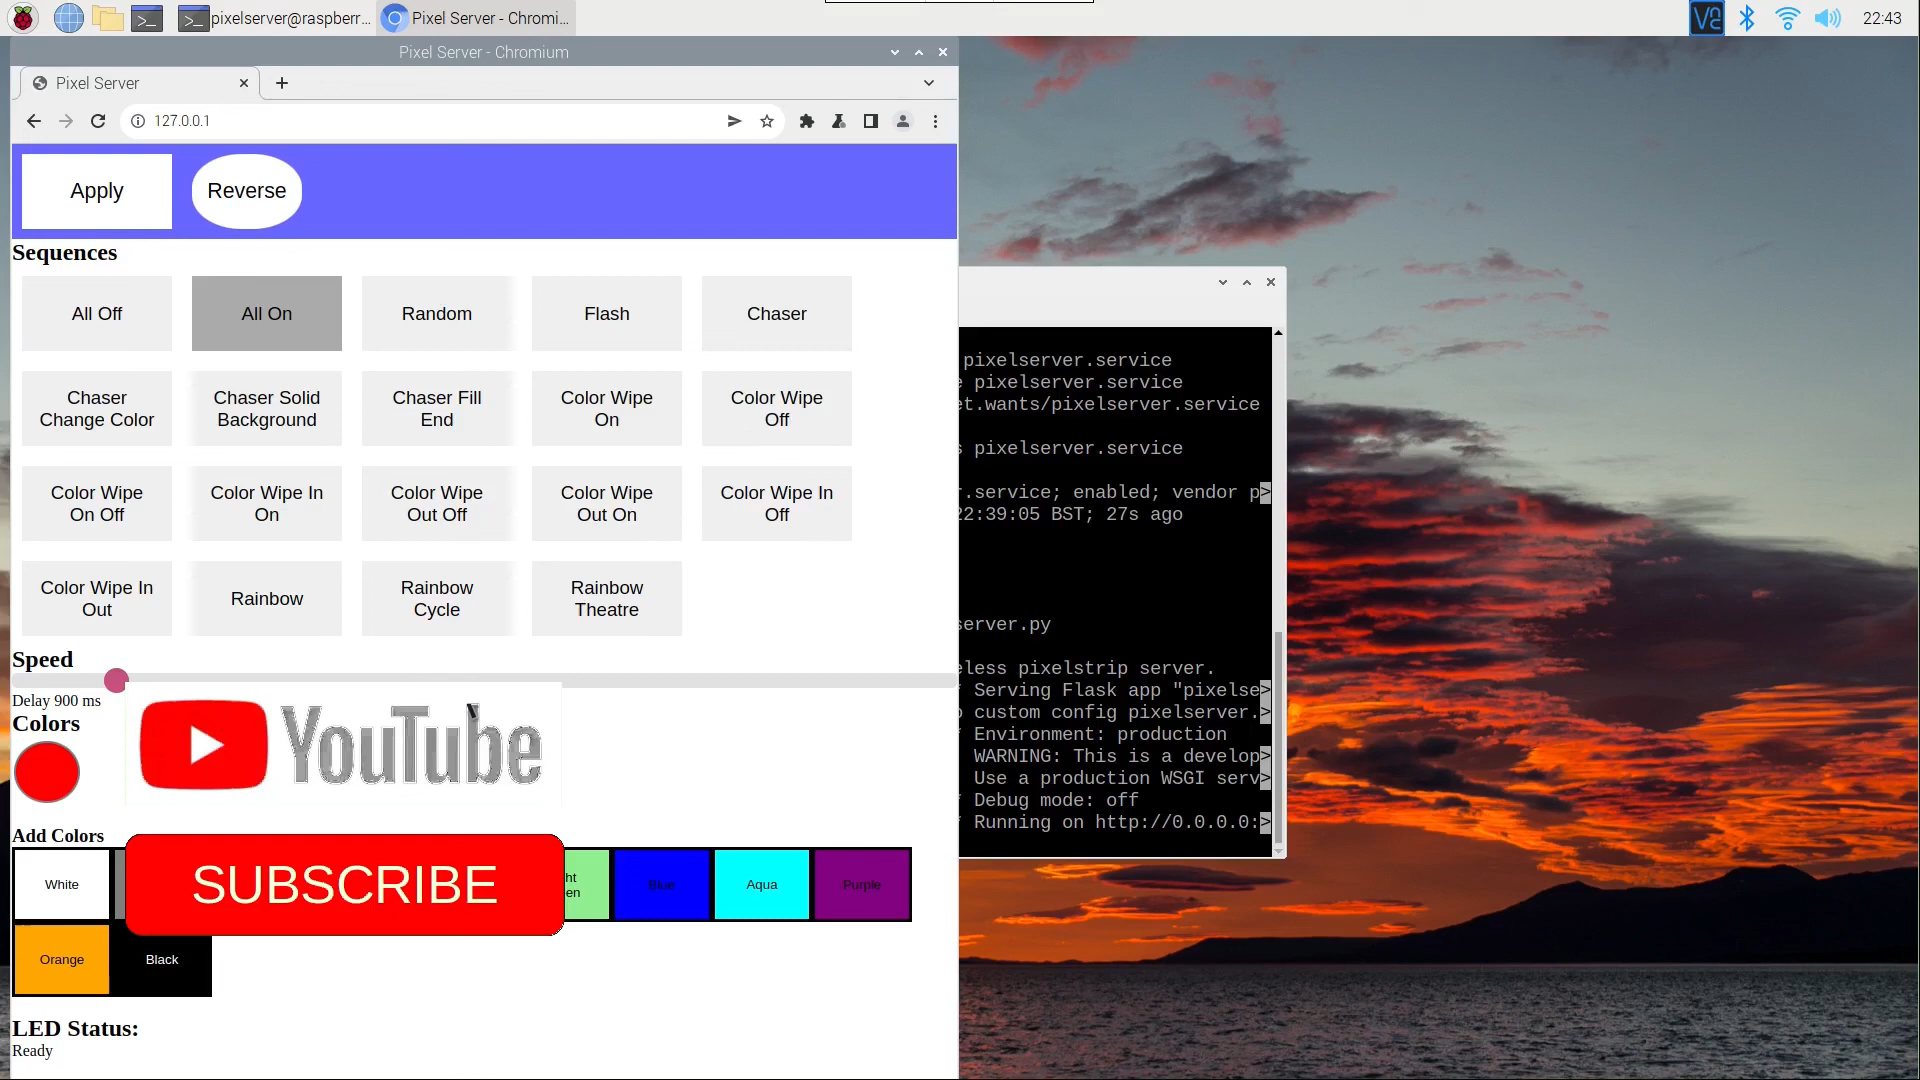 pixelserver@raspberr...
Pixel Server - Chromi...
22:43
Pixel Server - Chromium
Pixel Server
127.0.0.1
Apply
Reverse
Sequences
All Off
All On
Random
Flash
Chaser
Chaser
Change Color
Chaser Solid
Background
Chaser Fill
End
Color Wipe
On
Color Wipe
Off
Color Wipe
On Off
Color Wipe In
On
Color Wipe
Out Off
Color Wipe
Out On
Color Wipe In
Off
Color Wipe In
Out
Rainbow
Rainbow
Cycle
Rainbow
Theatre
Speed
Delay 900 ms
Colors
YouTube
Add Colors
White
SUBSCRIBE
ht
en
Blue
Aqua
Purple
Orange
Black
LED Status:
Ready
pixelserver.service
e pixelserver.service
et.wants/pixelserver.service
s pixelserver.service
r.service; enabled; vendor p>
22:39:05 BST; 27s ago
server.py
eless pixelstrip server.
* Serving Flask app "pixelse>
custom config pixelserver.>
* Environment: production
WARNING: This is a develop>
Use a production WSGI serv>
* Debug mode: off
* Running on http://0.0.0.0:>